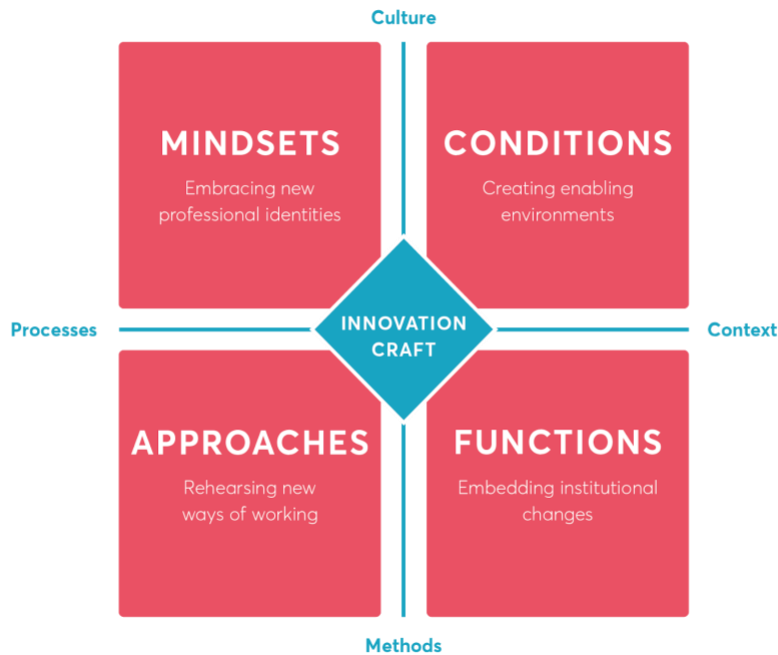 Culture
MINDSETS
Embracing new
professional identities
CONDITIONS
Creating enabling
environments
Processes
INNOVATION
CRAFT
Context
APPROACHES
Rehearsing new
ways of working
FUNCTIONS
Embedding institutional
changes
Methods